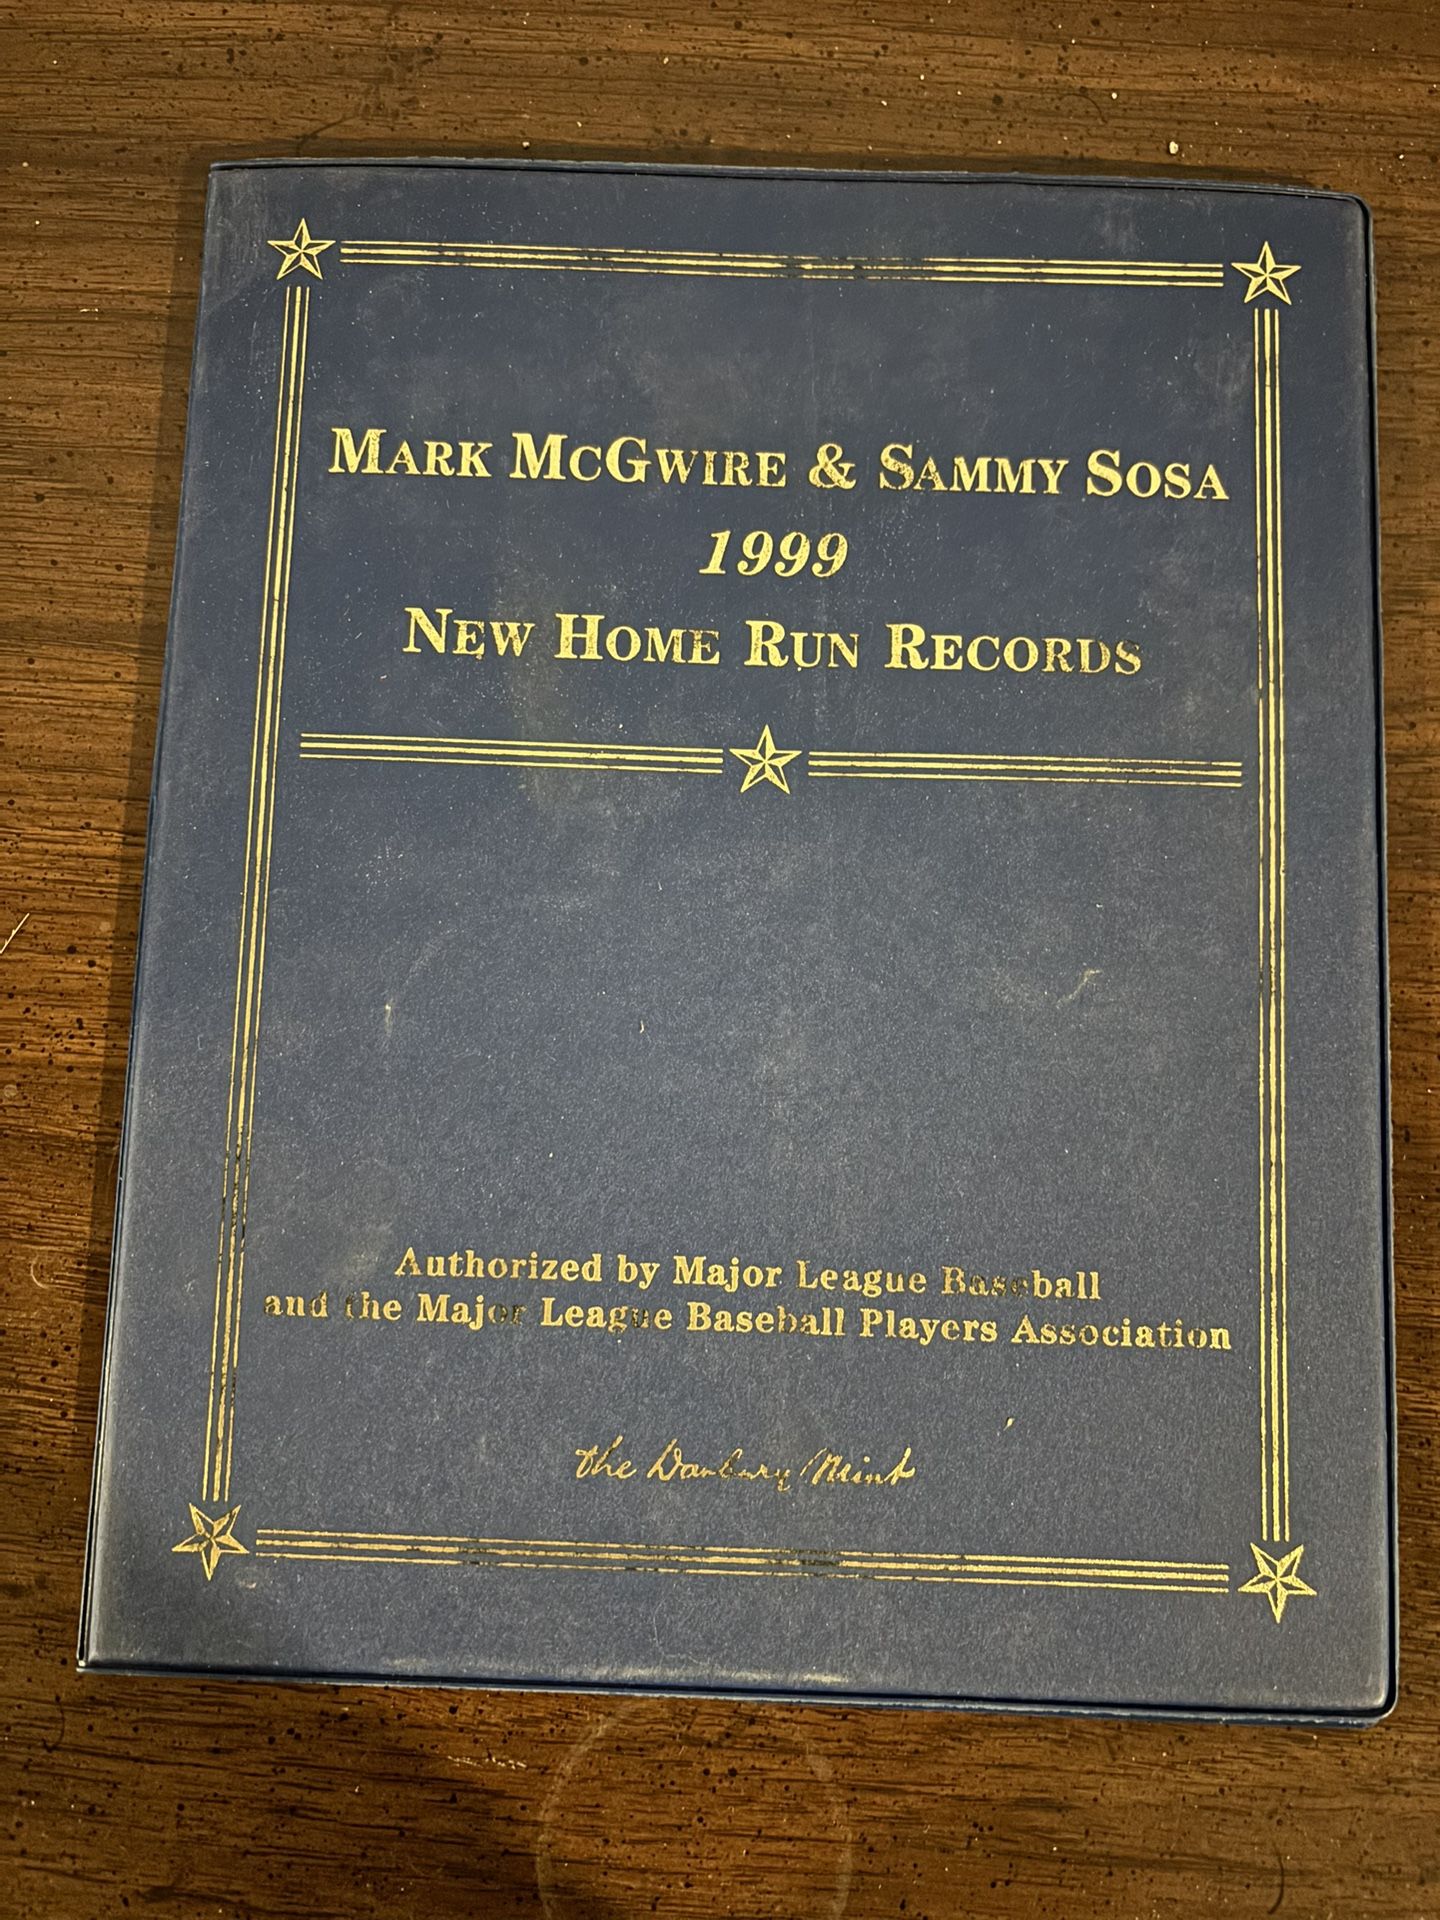 MARK MCGWIRE & SAMMY SOSA
1999
NEW HOME RUN RECORDS
Authorized by Major League Baseball
and the Major League Baseball Players Association
the Danbury Mint